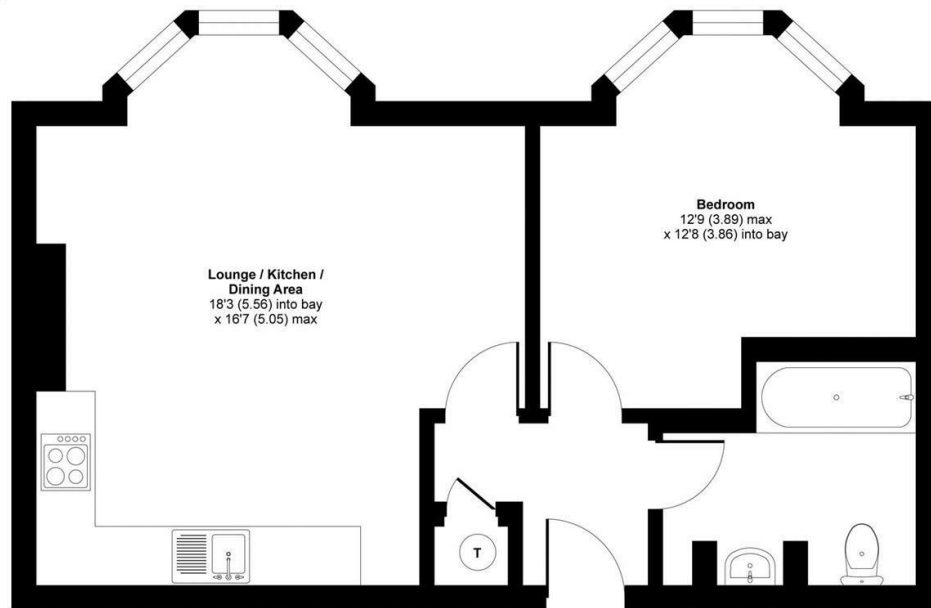 Lounge / Kitchen /
Dining Area
18'3 (5.56) into bay
x 16'7 (5.05) max
Bedroom
12'9 (3.89) max
x 12'8 (3.86) into bay
T